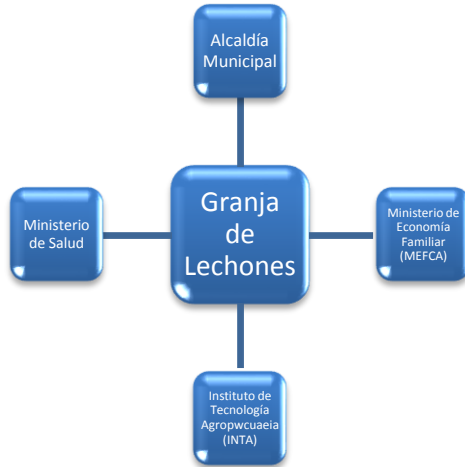 Alcaldía
Municipal
Ministerio
de Salud
Granja
de
Lechones
Ministerio de
Economía
Familiar
(MEFCA)
Instituto de
Tecnología
Agropwcuaeia
(INTA)